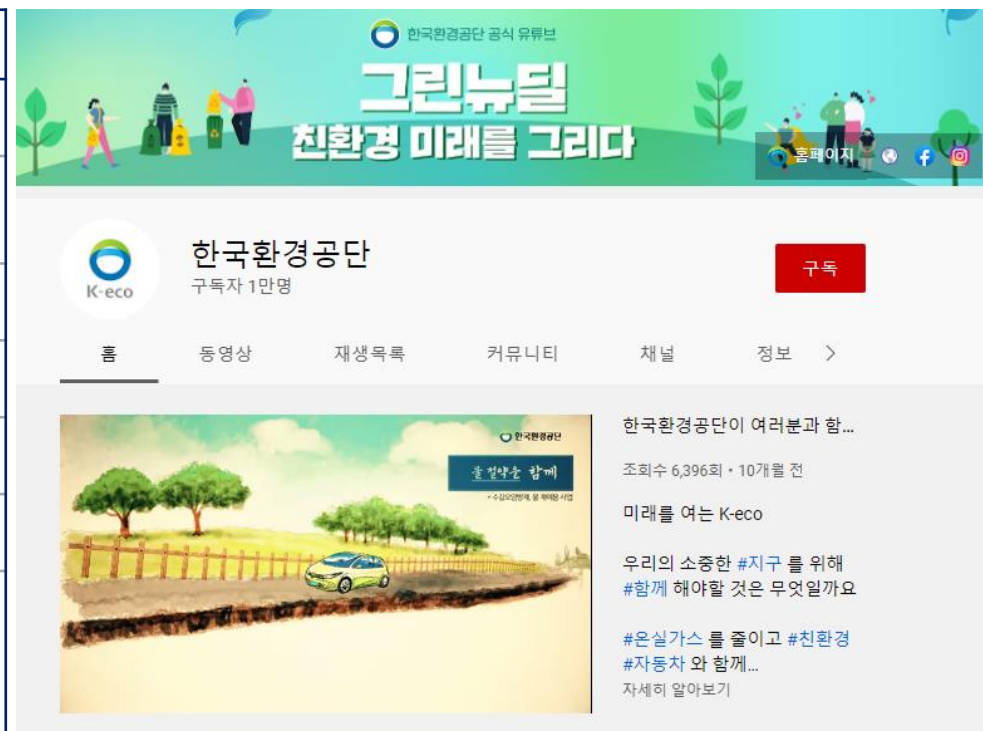 한국환경공단 공식 유튜브
그린뉴딜
친환경 미래를 그리다
홈페이지
K-eco
한국환경공단
구독자 1만명
구독
홈 동영상 재생목록 커뮤니티 채널 정보
한국환경공단
물 절약을 함께
한국환경공단이 여러분과 함...
조회수 6,396회 • 10개월 전
미래를 여는 K-eco
우리의 소중한 #지구 를 위해
#함께 해야할 것은 무엇일까요
#온실가스 를 줄이고 #친환경
#자동차 와 함께...
자세히 알아보기